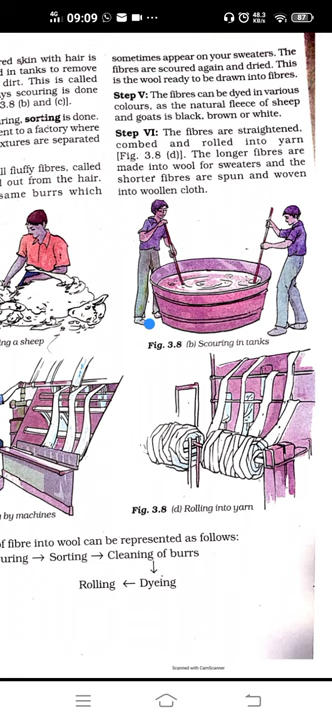 4G
09:09
48.3
KB/s
87
red skin with hair is
d in tanks to remove
dirt. This is called
ys scouring is done
3.8 (b) and (c)].
ring, sorting is done.
ent to a factory where
xtures are separated
ll fluffy fibres, called
l out from the hair.
same burrs which
sometimes appear on your sweaters. The
fibres are scoured again and dried. This
is the wool ready to be drawn into fibres.
Step V: The fibres can be dyed in various
colours, as the natural fleece of sheep
and goats is black, brown or white.
Step VI: The fibres are straightened,
combed and rolled into yarn
[Fig. 3.8 (d)]. The longer fibres are
made into wool for sweaters and the
shorter fibres are spun and woven
into woollen cloth.
ing a sheep
Fig. 3.8 (b) Scouring in tanks
by machines
Fig. 3.8 (d) Rolling into yarn
of fibre into wool can be represented as follows:
uring → Sorting → Cleaning of burrs
↓
Rolling ← Dyeing
Scanned with CamScanner